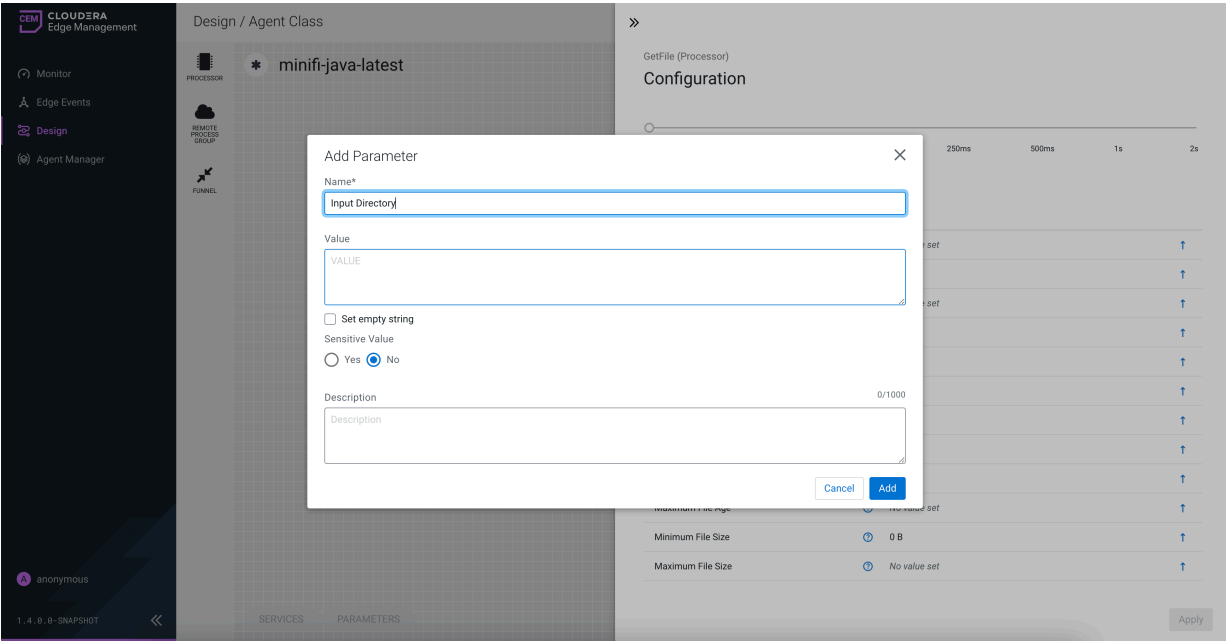 CEM
CLOUDERA
Edge Management
Monitor
Edge Events
Design
Agent Manager
A anonymous
1.4.0.0-SNAPSHOT
Design / Agent Class
PROCESSOR
REMOTE
PROCESS
GROUP
FUNNEL
minifi-java-latest
SERVICES PARAMETERS
GetFile (Processor)
Configuration
250ms 500ms 1s 2s
Add Parameter
Name*
Input Directory
Value
VALUE
Set empty string
Sensitive Value
Yes No
Description 0/1000
Description
Cancel Add
set
set
Maximum File Age No value set
Minimum File Size 0 B
Maximum File Size No value set
Apply